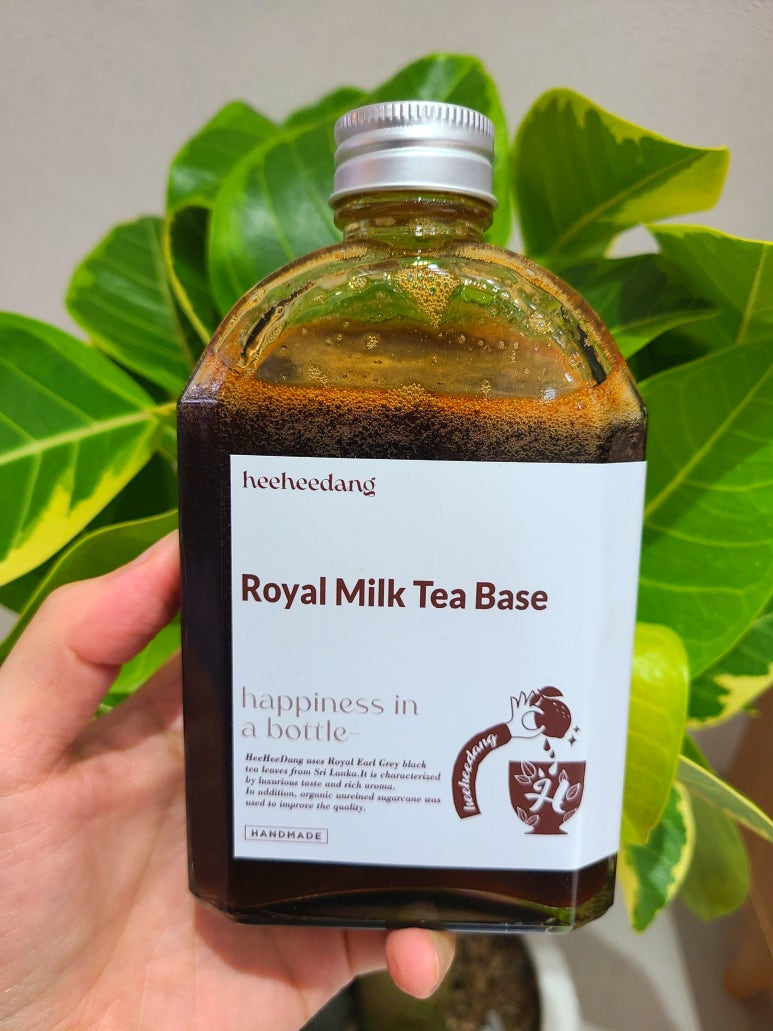 heeheedang
Royal Milk Tea Base
happiness in
a bottle-
HeeHeeDang uses Royal Earl Grey black
tea leaves from Sri Lanka.It is characterized
by luxurious taste and rich aroma.
In addition, organic unreined sugarcane was
used to improve the quality.
HANDMADE
heeheedang
H